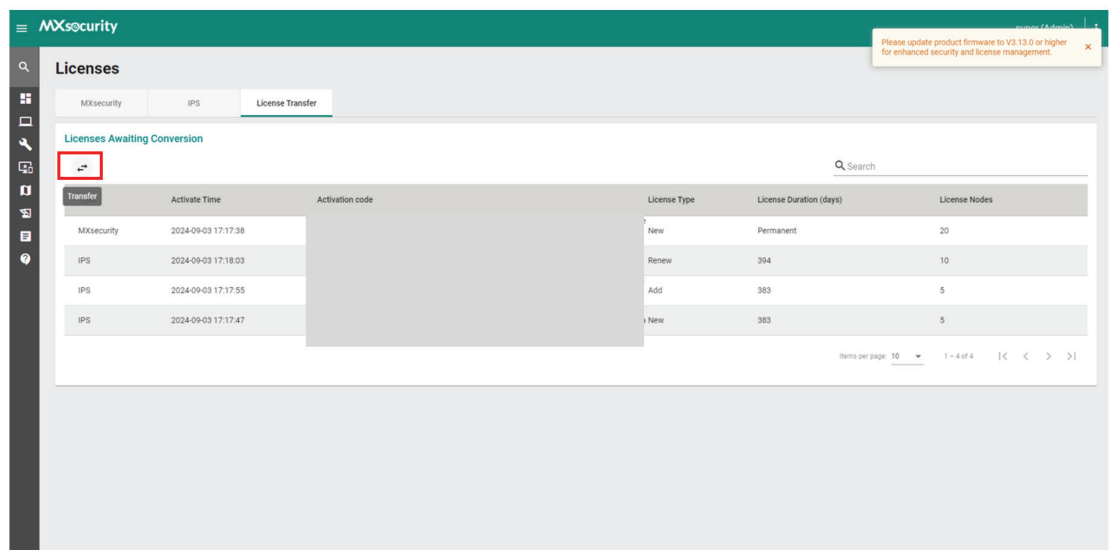 MXsecurity
super (Admin)
Please update product firmware to V3.13.0 or higher
for enhanced security and license management.
Licenses
MXsecurity IPS License Transfer
Licenses Awaiting Conversion
Search
Transfer
Activate Time Activation code License Type License Duration (days) License Nodes
MXsecurity 2024-09-03 17:17:38 New Permanent 20
IPS 2024-09-03 17:18:03 Renew 394 10
IPS 2024-09-03 17:17:55 Add 383 5
IPS 2024-09-03 17:17:47 New 383 5
Items per page: 10 1 – 4 of 4